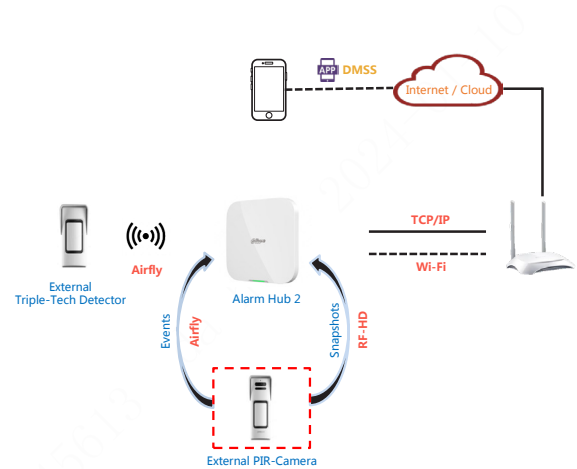 APP DMSS
Internet / Cloud
TCP/IP
Wi-Fi
Airfly
External
Triple-Tech Detector
alhua
Alarm Hub 2
Events
Airfly
Snapshots
RF-HD
External PIR-Camera